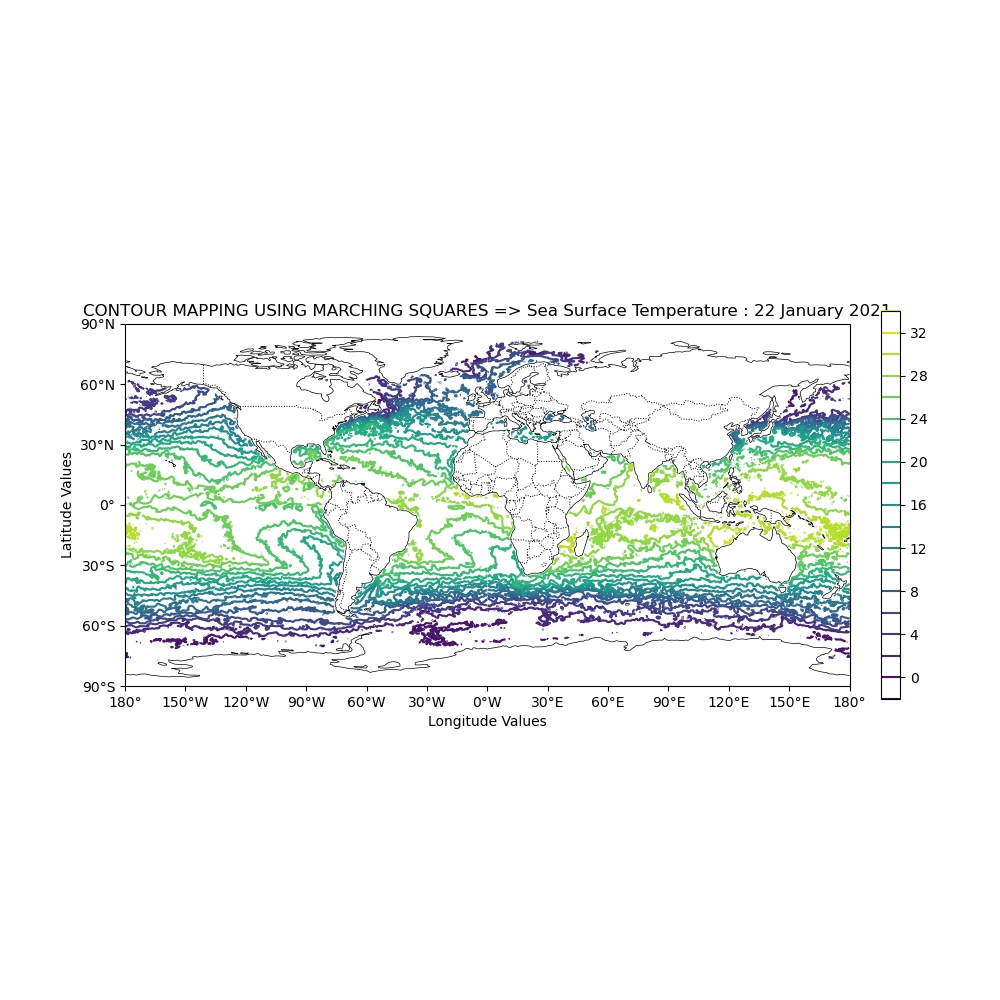 CONTOUR MAPPING USING MARCHING SQUARES => Sea Surface Temperature : 22 January 2021
90°N
60°N
30°N
0°
30°S
60°S
90°S
Latitude Values
180° 150°W 120°W 90°W 60°W 30°W 0°W 30°E 60°E 90°E 120°E 150°E 180°
Longitude Values
32
28
24
20
16
12
8
4
0